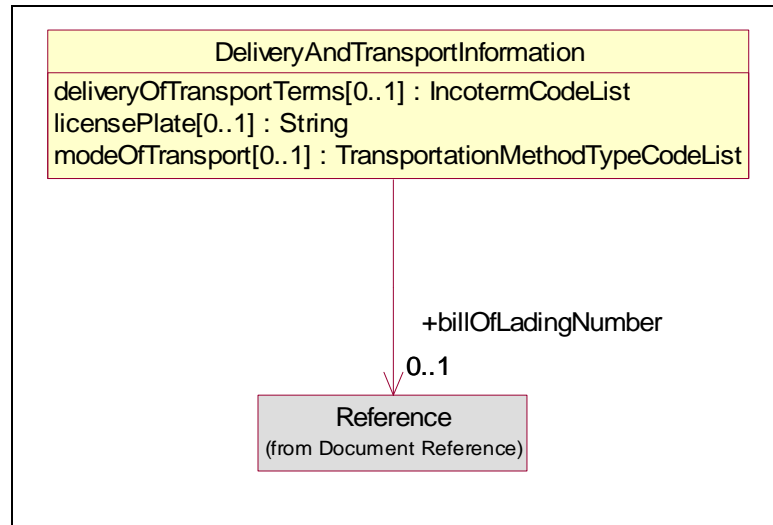 DeliveryAndTransportInformation
deliveryOfTransportTerms[0..1] : IncotermCodeList
licensePlate[0..1] : String
modeOfTransport[0..1] : TransportationMethodTypeCodeList
+billOfLadingNumber
0..1
Reference
(from Document Reference)